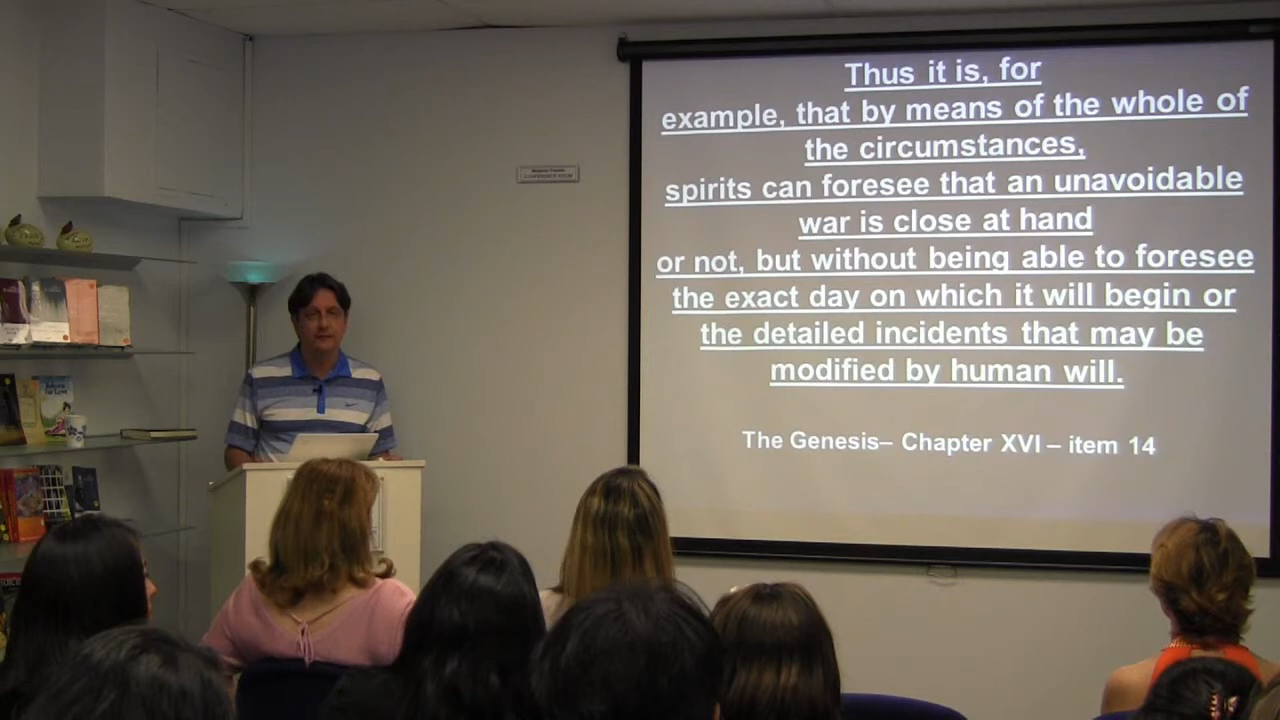 Thus it is, for
example, that by means of the whole of
the circumstances,
spirits can foresee that an unavoidable
war is close at hand
or not, but without being able to foresee
the exact day on which it will begin or
the detailed incidents that may be
modified by human will.
The Genesis– Chapter XVI – item 14
CONFERENCE ROOM